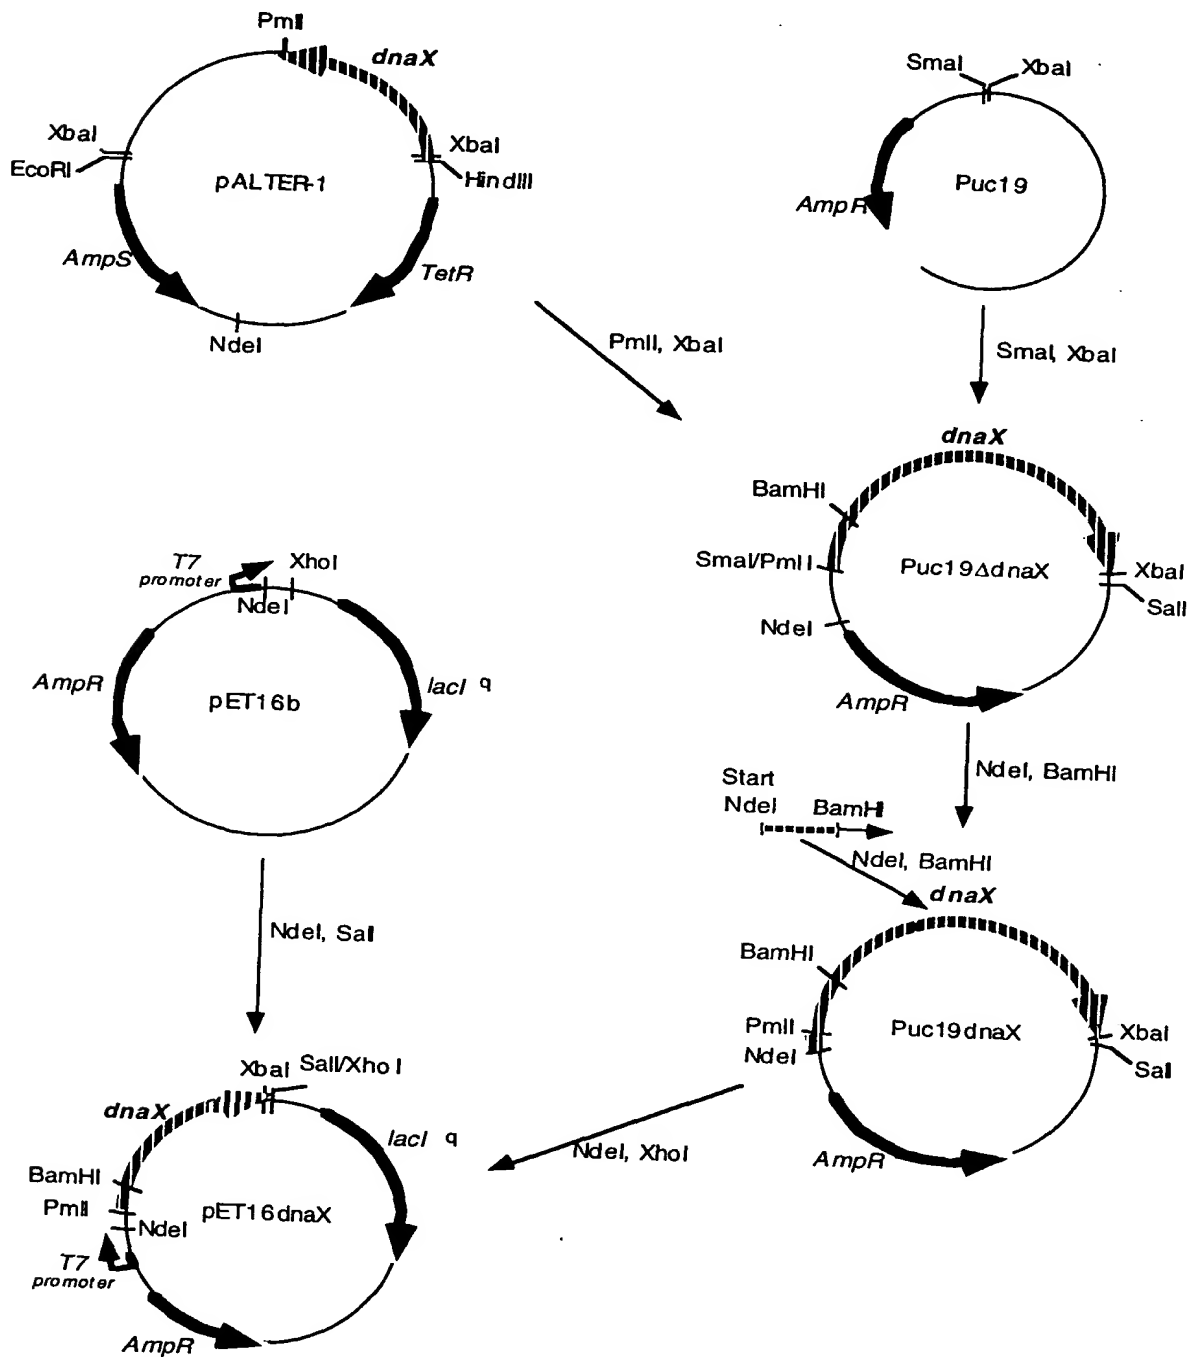 PmlI
dnaX
XbaI
EcoRI
pALTER-1
XbaI
HindIII
AmpS
TetR
NdeI
SmaI
XbaI
Puc19
AmpR
PmlI, XbaI
SmaI, XbaI
dnaX
BamHI
SmaI/PmlI
Puc19ΔdnaX
XbaI
SalI
NdeI
AmpR
T7
promoter
XhoI
NdeI
AmpR
pET16b
lacI q
NdeI, BamHI
Start
NdeI
BamHI
NdeI, BamHI
dnaX
NdeI, SalI
BamHI
PmlI
NdeI
Puc19dnaX
XbaI
SalI
AmpR
NdeI, XhoI
XbaI SalI/XhoI
dnaX
lacI q
BamHI
PmlI
NdeI
pET16dnaX
T7
promoter
AmpR